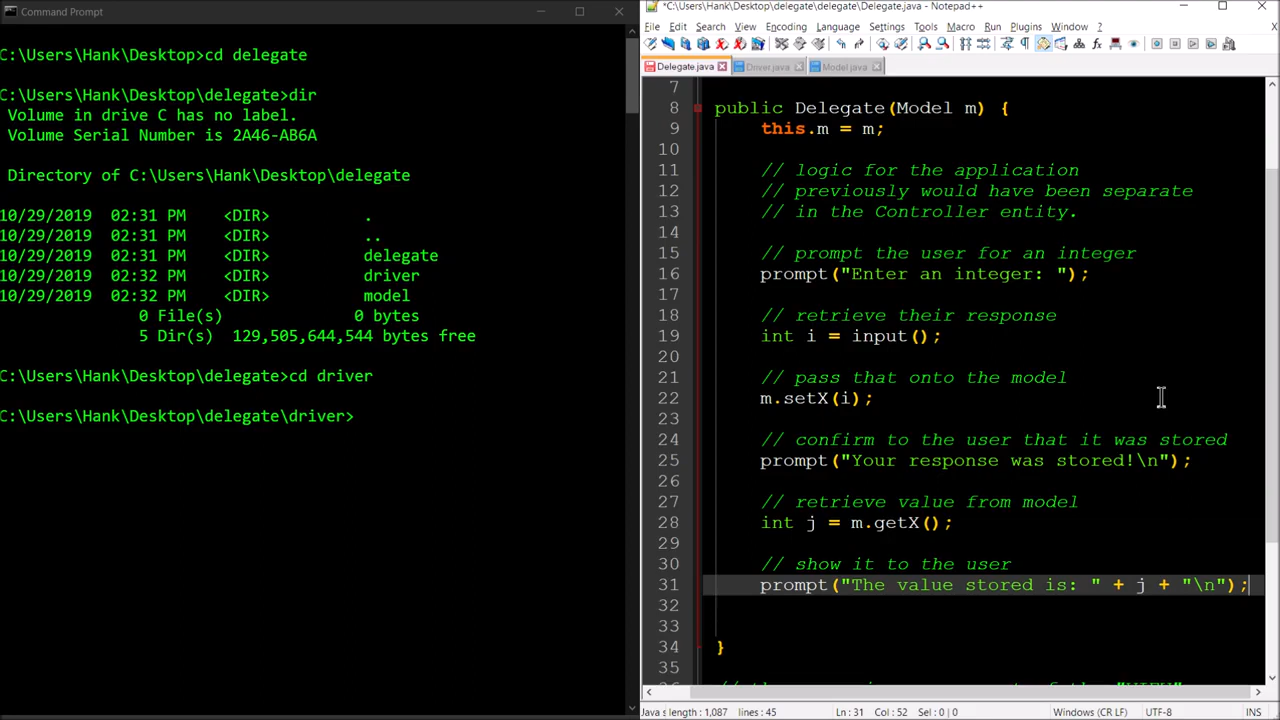 Command Prompt
C:\Users\Hank\Desktop>cd delegate
C:\Users\Hank\Desktop\delegate>dir
Volume in drive C has no label.
Volume Serial Number is 2A46-AB6A
Directory of C:\Users\Hank\Desktop\delegate
10/29/2019 02:31 PM <DIR> .
10/29/2019 02:31 PM <DIR> ..
10/29/2019 02:31 PM <DIR> delegate
10/29/2019 02:32 PM <DIR> driver
10/29/2019 02:32 PM <DIR> model
0 File(s) 0 bytes
5 Dir(s) 129,505,644,544 bytes free
C:\Users\Hank\Desktop\delegate>cd driver
C:\Users\Hank\Desktop\delegate\driver>
*C:\Users\Hank\Desktop\delegate\delegate\Delegate.java - Notepad++
File Edit Search View Encoding Language Settings Tools Macro Run Plugins Window ?
Delegate.java Driver.java Model.java
7
8 public Delegate(Model m) {
9 this.m = m;
10
11 // logic for the application
12 // previously would have been separate
13 // in the Controller entity.
14
15 // prompt the user for an integer
16 prompt("Enter an integer: ");
17
18 // retrieve their response
19 int i = input();
20
21 // pass that onto the model
22 m.setX(i);
23
24 // confirm to the user that it was stored
25 prompt("Your response was stored!\n");
26
27 // retrieve value from model
28 int j = m.getX();
29
30 // show it to the user
31 prompt("The value stored is: " + j + "\n");
32
33
34 }
35
Java s length : 1,087 lines : 45 Ln : 31 Col : 52 Sel : 0 | 0 Windows (CR LF) UTF-8 INS